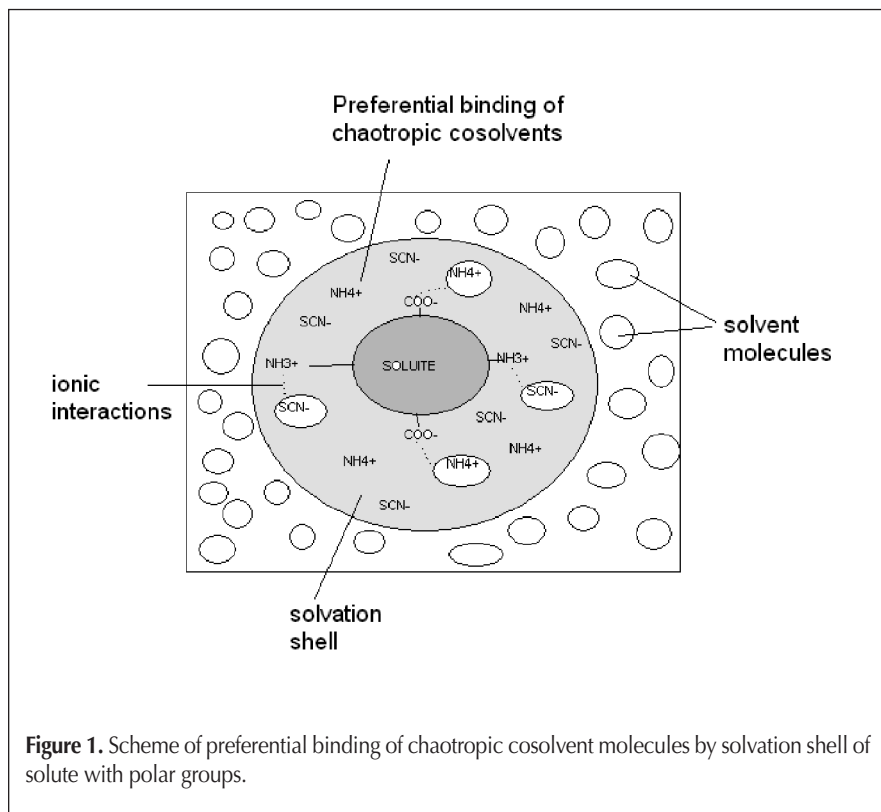 Preferential binding of
chaotropic cosolvents
SCN-
NH4+
NH4+
COO-
NH4+
SCN-
SCN-
NH3+
SOLUITE
NH3+
solvent
molecules
ionic
interactions
SCN-
SCN-
SCN-
COO-
NH4+
NH4+
NH4+
SCN-
solvation
shell
Figure 1. Scheme of preferential binding of chaotropic cosolvent molecules by solvation shell of
solute with polar groups.